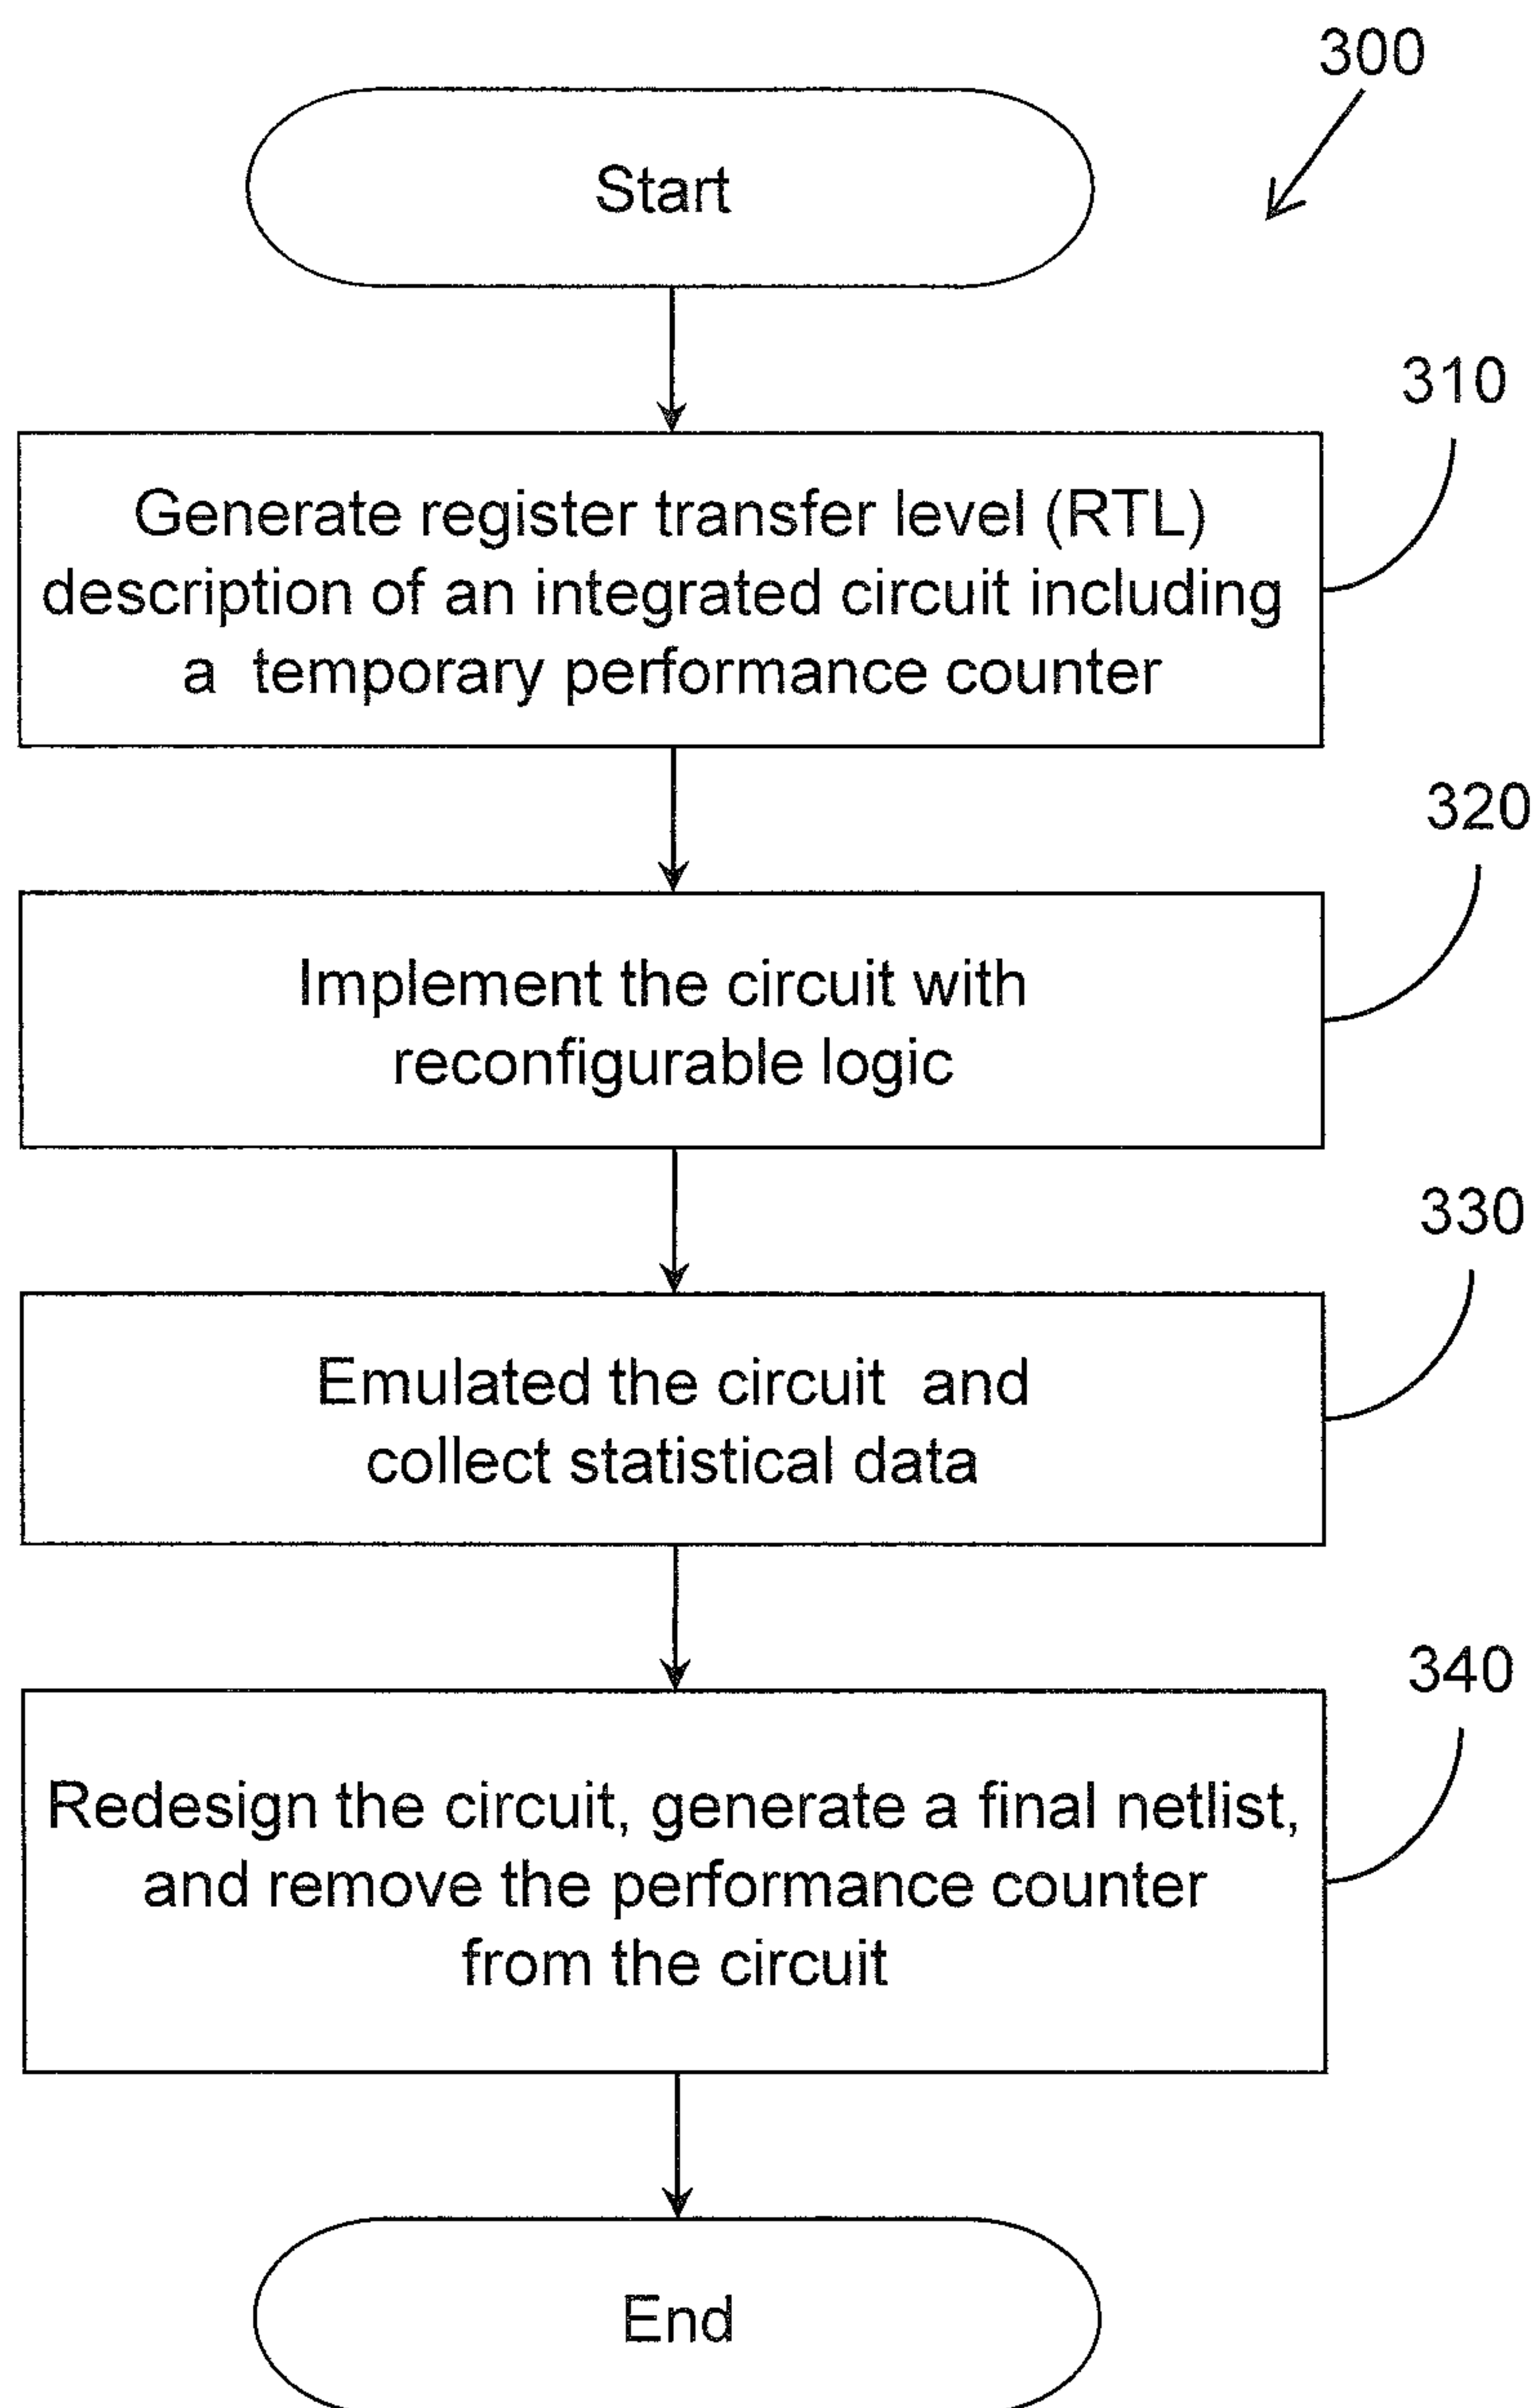 300
Start
310
Generate register transfer level (RTL)
description of an integrated circuit including
a temporary performance counter
320
Implement the circuit with
reconfigurable logic
330
Emulated the circuit and
collect statistical data
340
Redesign the circuit, generate a final netlist,
and remove the performance counter
from the circuit
End